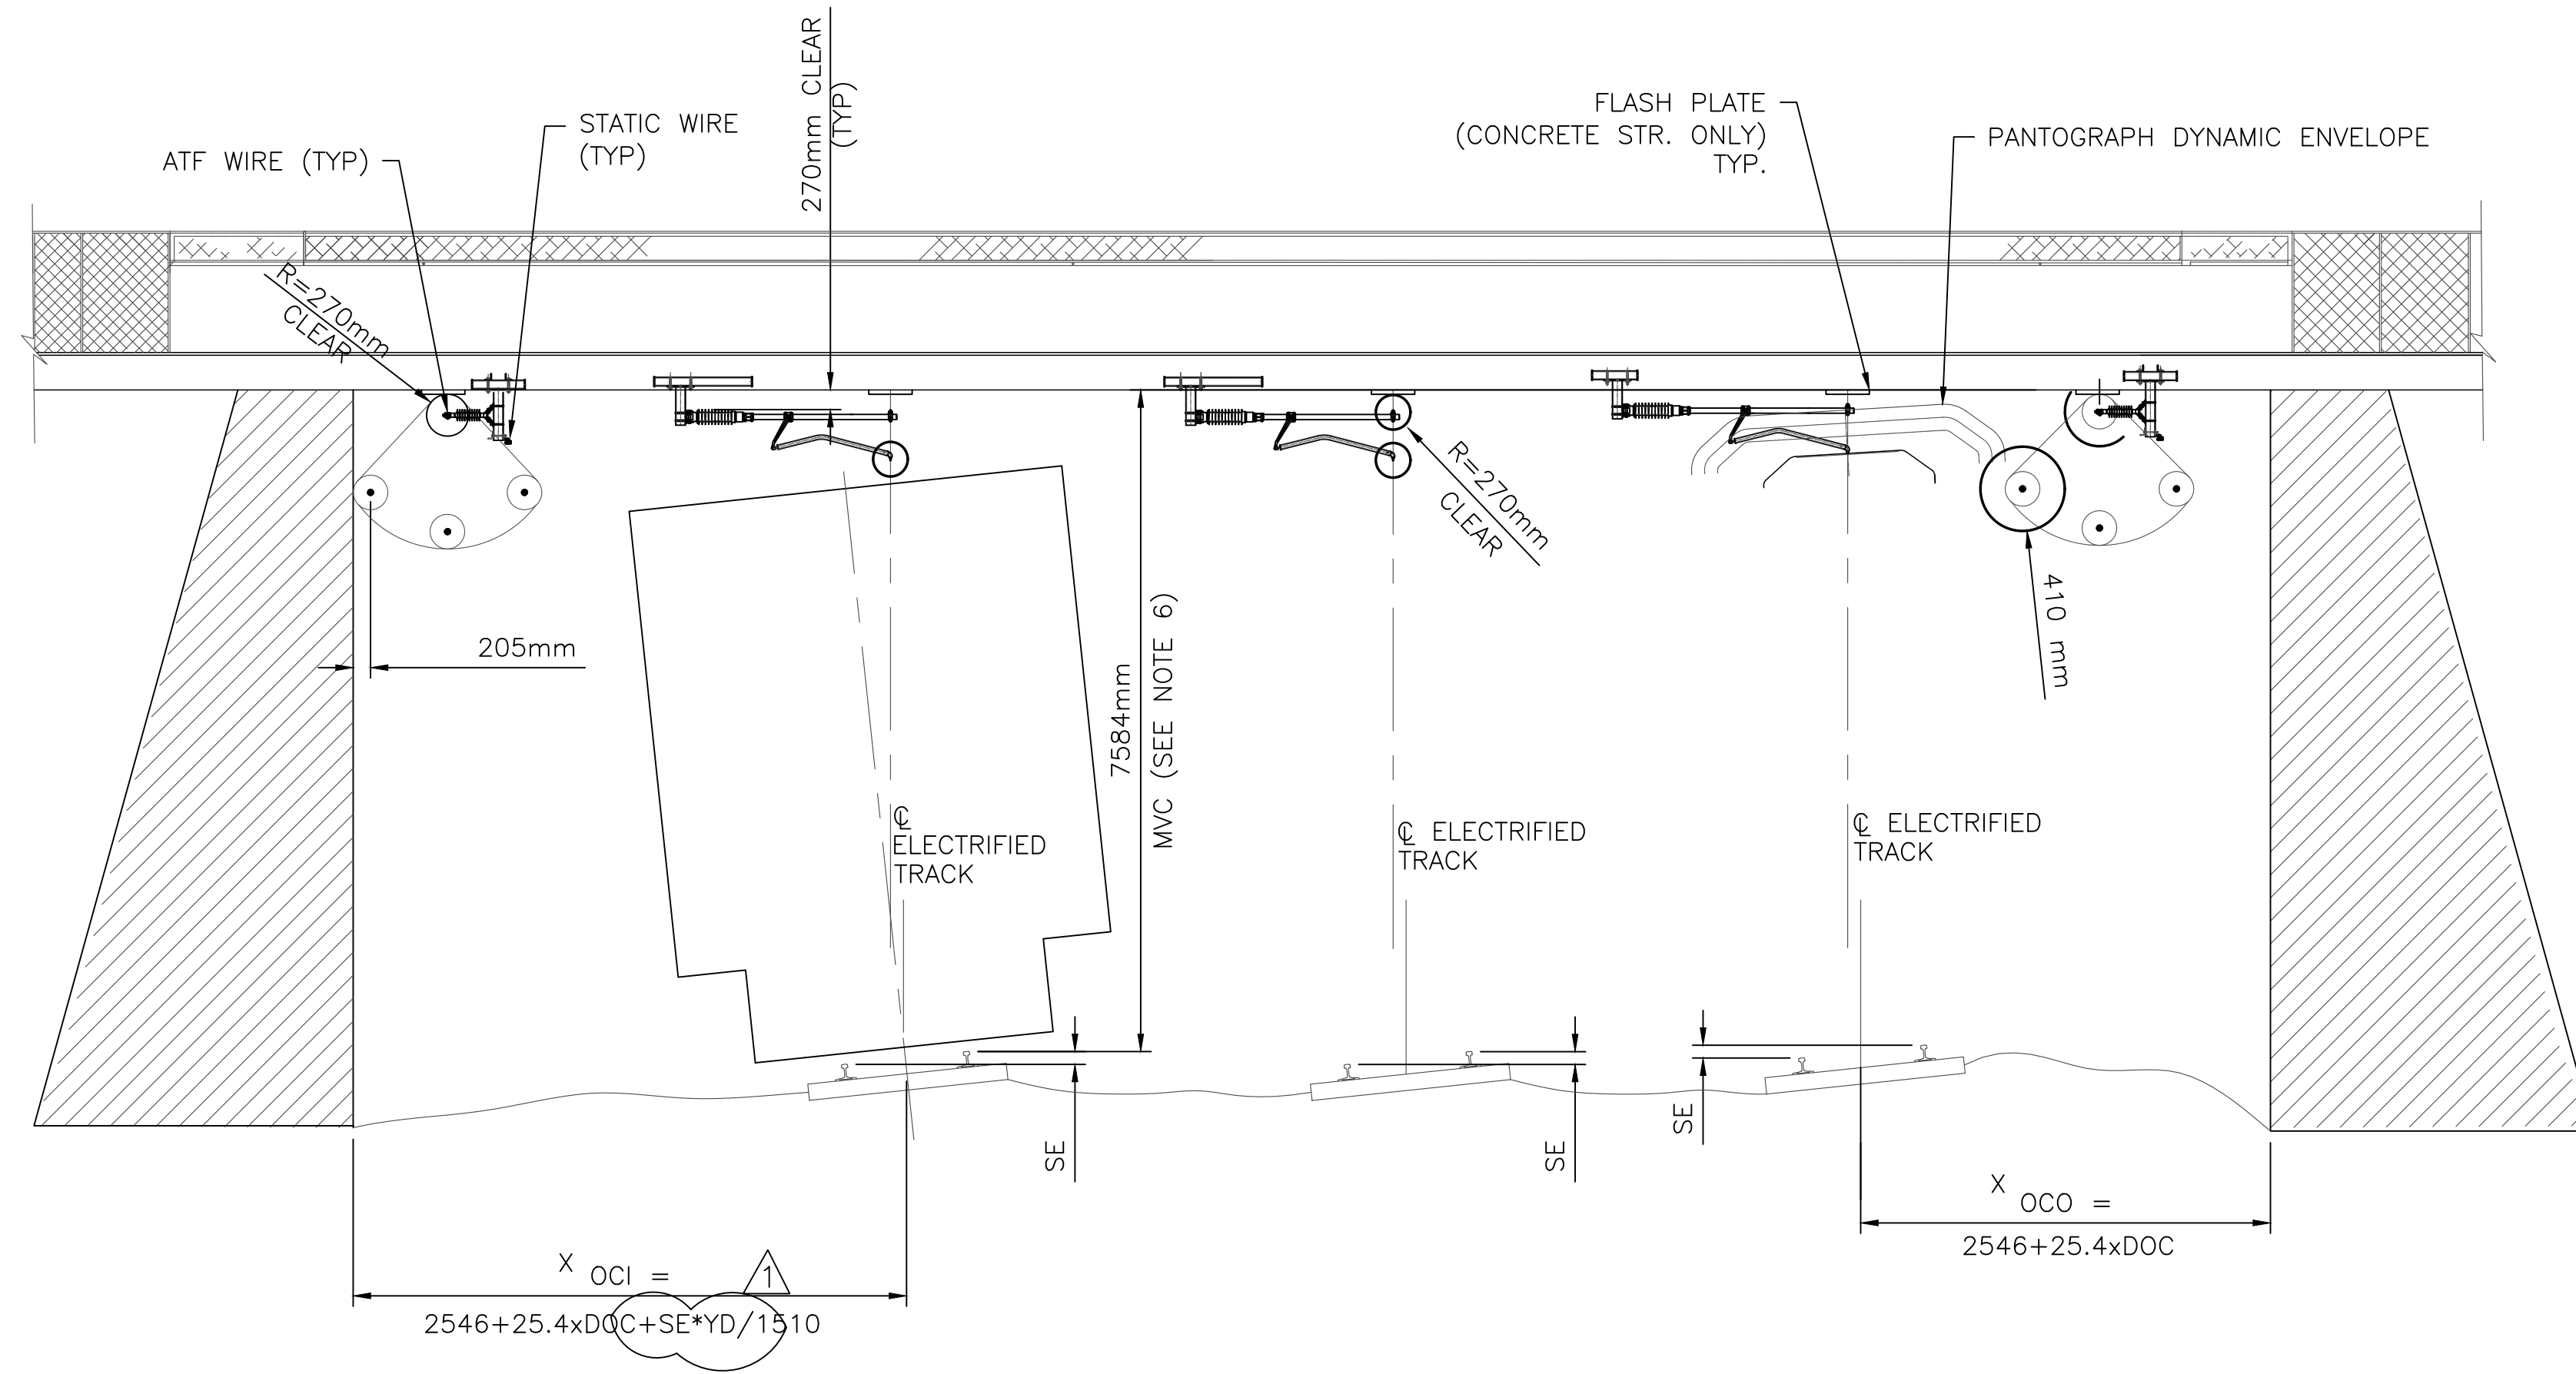 270mm CLEAR
(TYP)
STATIC WIRE
(TYP)
ATF WIRE (TYP)
FLASH PLATE
(CONCRETE STR. ONLY)
TYP.
PANTOGRAPH DYNAMIC ENVELOPE
R=270mm
CLEAR
R=270mm
CLEAR
410 mm
205mm
7584mm
MVC (SEE NOTE 6)
℄
ELECTRIFIED
TRACK
℄ ELECTRIFIED
TRACK
℄ ELECTRIFIED
TRACK
SE
SE
SE
X OCO =
2546+25.4xDOC
X OCI =
1
2546+25.4xDOC+SE*YD/1510